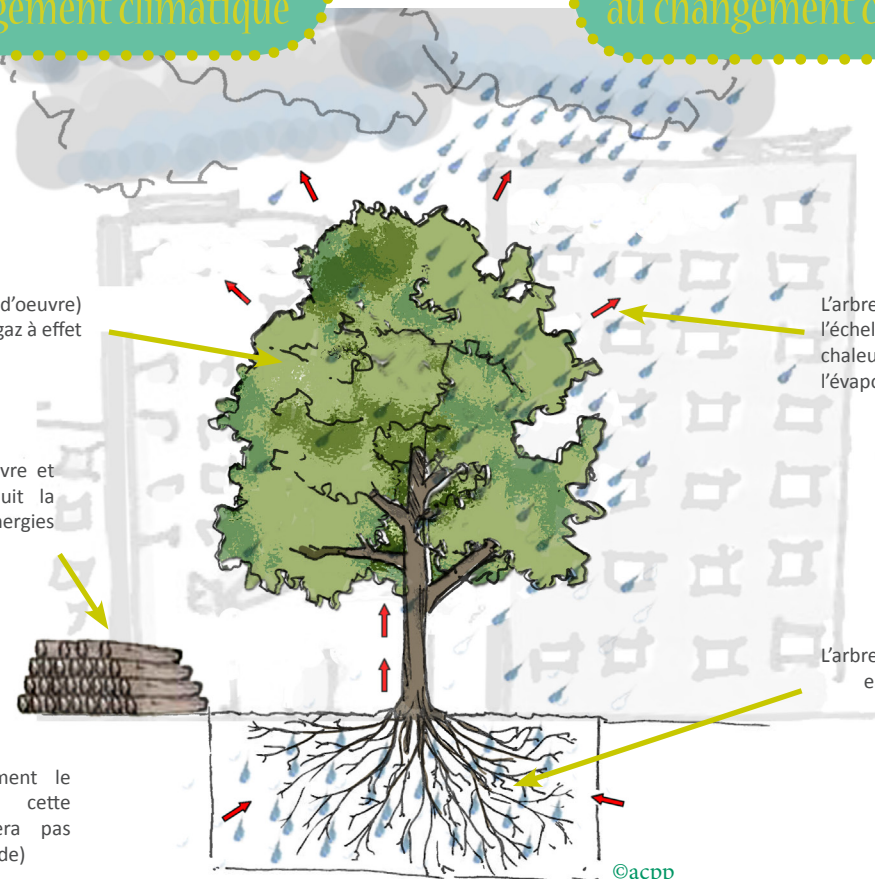 gement climatique
au changement c
d'oeuvre)
gaz à effet
vre et
uit la
nergies
ment le
cette
era pas
de)
L'arbre
l'échel
chaleu
l'évapo
L'arbre
e
©acpp